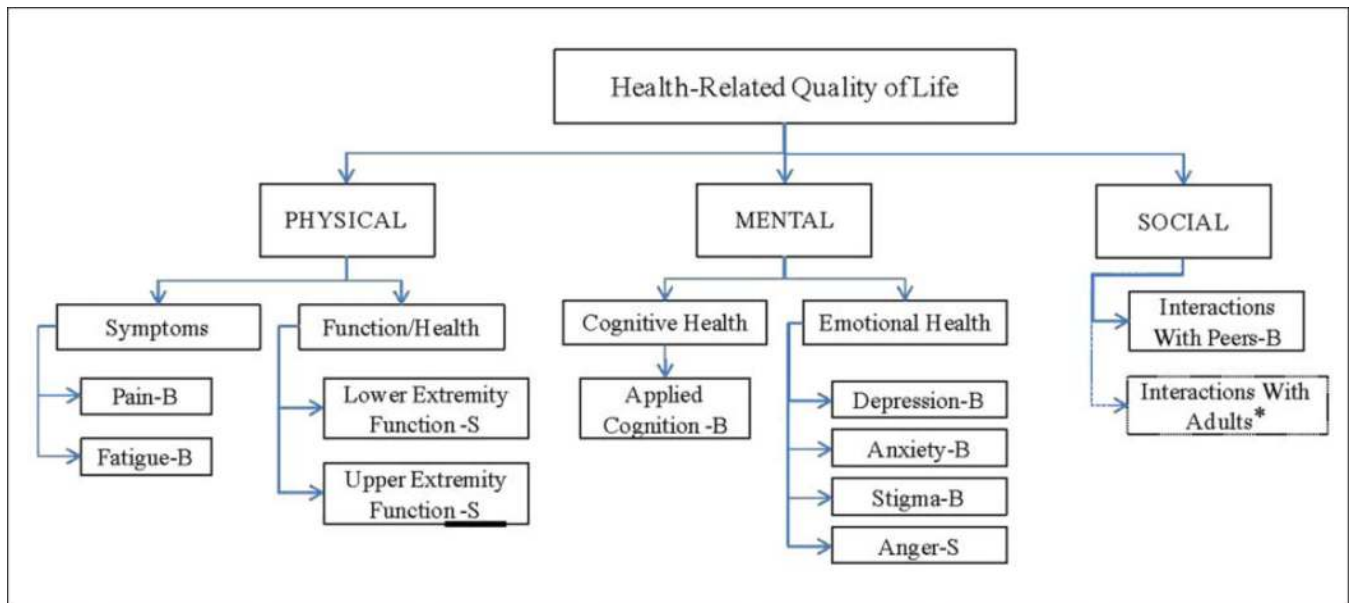 Health-Related Quality of Life
PHYSICAL
MENTAL
SOCIAL
Symptoms
Function/Health
Cognitive Health
Emotional Health
Interactions
With Peers-B
Pain-B
Lower Extremity
Function-S
Applied
Cognition -B
Depression-B
Interactions With
Adults*
Fatigue-B
Upper Extremity
Function-S
Anxiety-B
Stigma-B
Anger-S